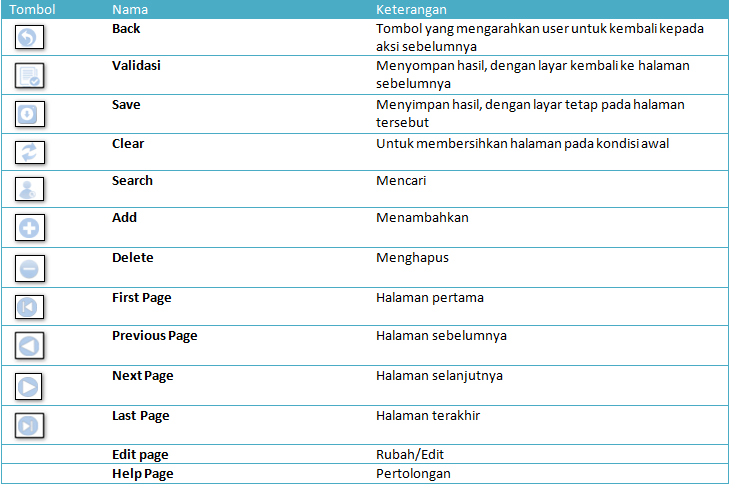 Tombol Nama Keterangan
Back Tombol yang mengarahkan user untuk kembali kepada
aksi sebelumnya
Validasi Menyompan hasil, dengan layar kembali ke halaman
sebelumnya
Save Menyimpan hasil, dengan layar tetap pada halaman
tersebut
Clear Untuk membersihkan halaman pada kondisi awal
Search Mencari
Add Menambahkan
Delete Menghapus
First Page Halaman pertama
Previous Page Halaman sebelumnya
Next Page Halaman selanjutnya
Last Page Halaman terakhir
Edit page Rubah/Edit
Help Page Pertolongan